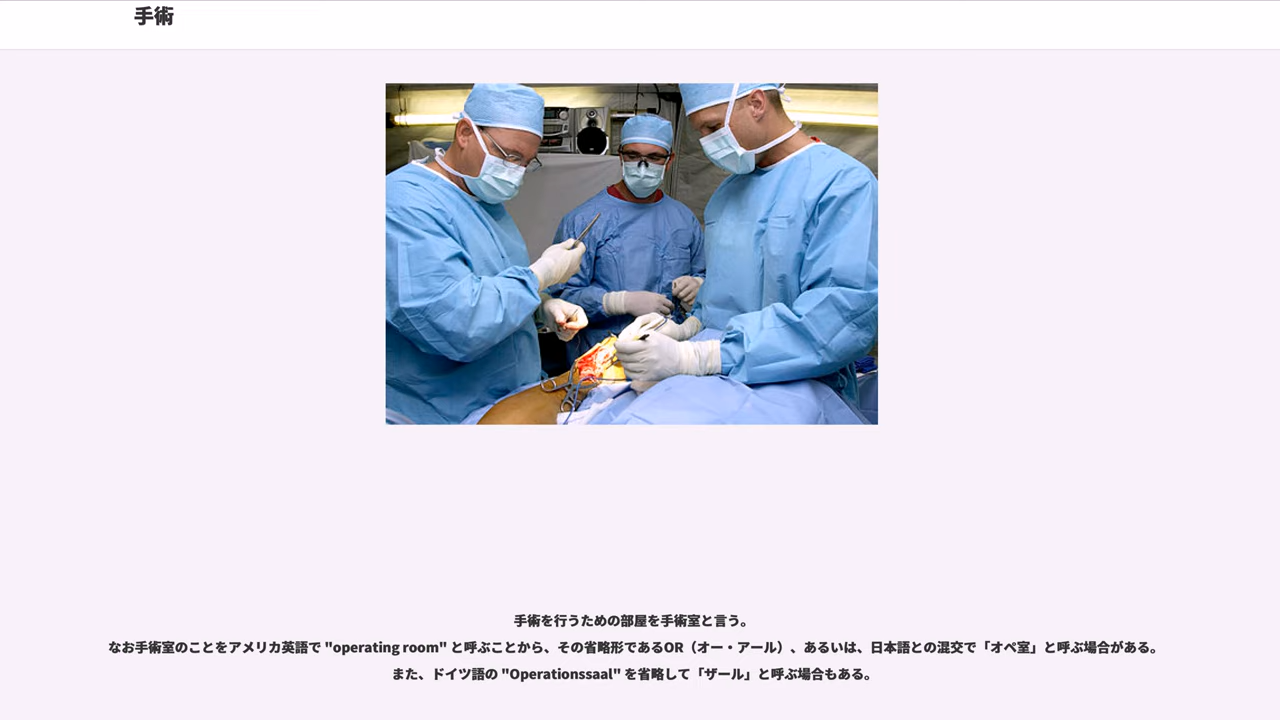 手術
手術を行うための部屋を手術室と言う。
なお手術室のことをアメリカ英語で "operating room" と呼ぶことから、その省略形であるOR（オー・アール）、あるいは、日本語との混交で「オペ室」と呼ぶ場合がある。
また、ドイツ語の "Operationssaal" を省略して「ザール」と呼ぶ場合もある。